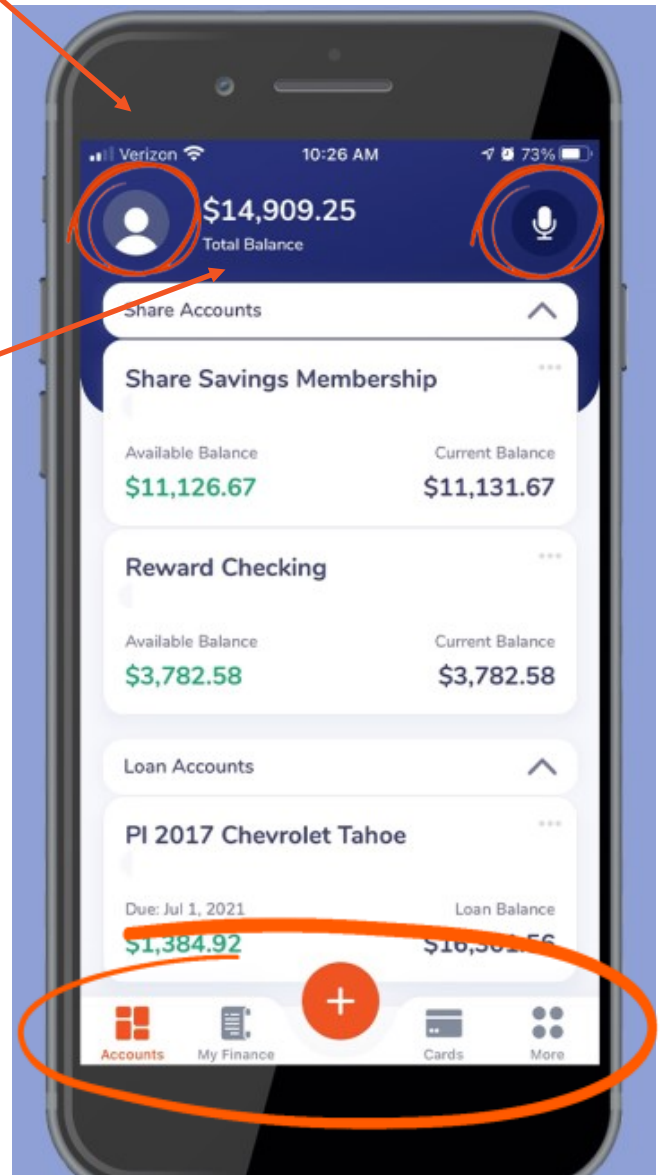 Verizon 10:26 AM 73%
$14,909.25
Total Balance
Share Accounts
Share Savings Membership
Available Balance Current Balance
$11,126.67 $11,131.67
Reward Checking
Available Balance Current Balance
$3,782.58 $3,782.58
Loan Accounts
PI 2017 Chevrolet Tahoe
Due: Jul 1, 2021 Loan Balance
$1,384.92
Accounts My Finance Cards More